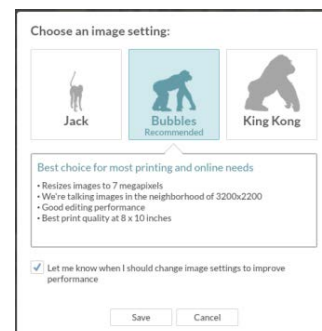 Choose an image setting:
Jack
Bubbles
Recommended
King Kong
Best choice for most printing and online needs
• Resizes images to 7 megapixels
• We're talking images in the neighborhood of 3200x2200
• Good editing performance
• Best print quality at 8 x 10 inches
Let me know when I should change image settings to improve
performance
Save
Cancel